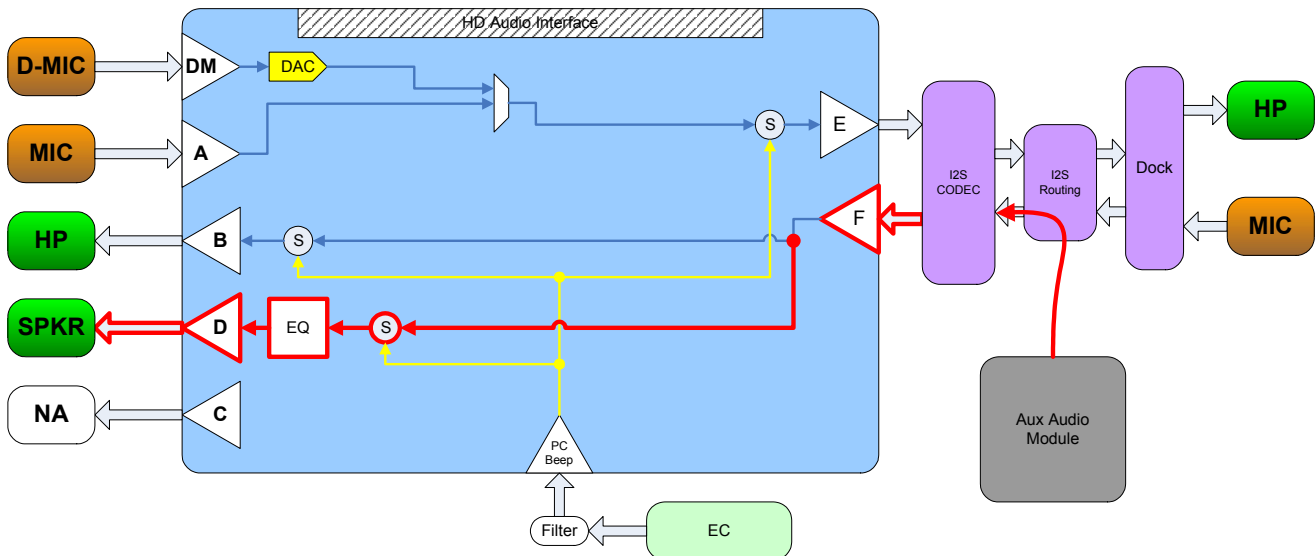 HD Audio Interface
D-MIC
DM
DAC
MIC
A
S
E
I2S
CODEC
I2S
Routing
Dock
HP
MIC
HP
B
S
F
SPKR
D
EQ
S
NA
C
PC
Beep
Aux Audio
Module
Filter
EC